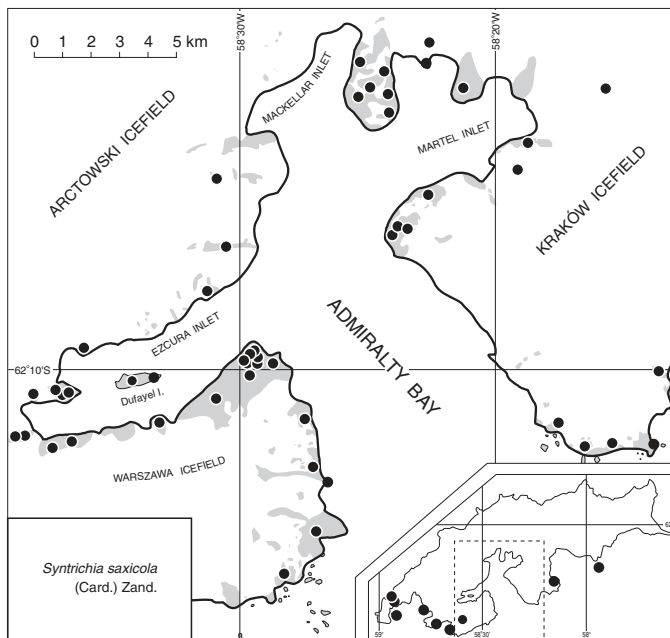 58°30'W
58°20'W
0 1 2 3 4 5 km
MACKELLAR INLET
MARTEL INLET
ARCTOWSKI ICEFIELD
KRAKÓW ICEFIELD
ADMIRALTY BAY
EZCURA INLET
62°10'S
Dufayel I.
WARSZAWA ICEFIELD
Syntrichia saxicola
(Card.) Zand.
62
59°
58°30
58°